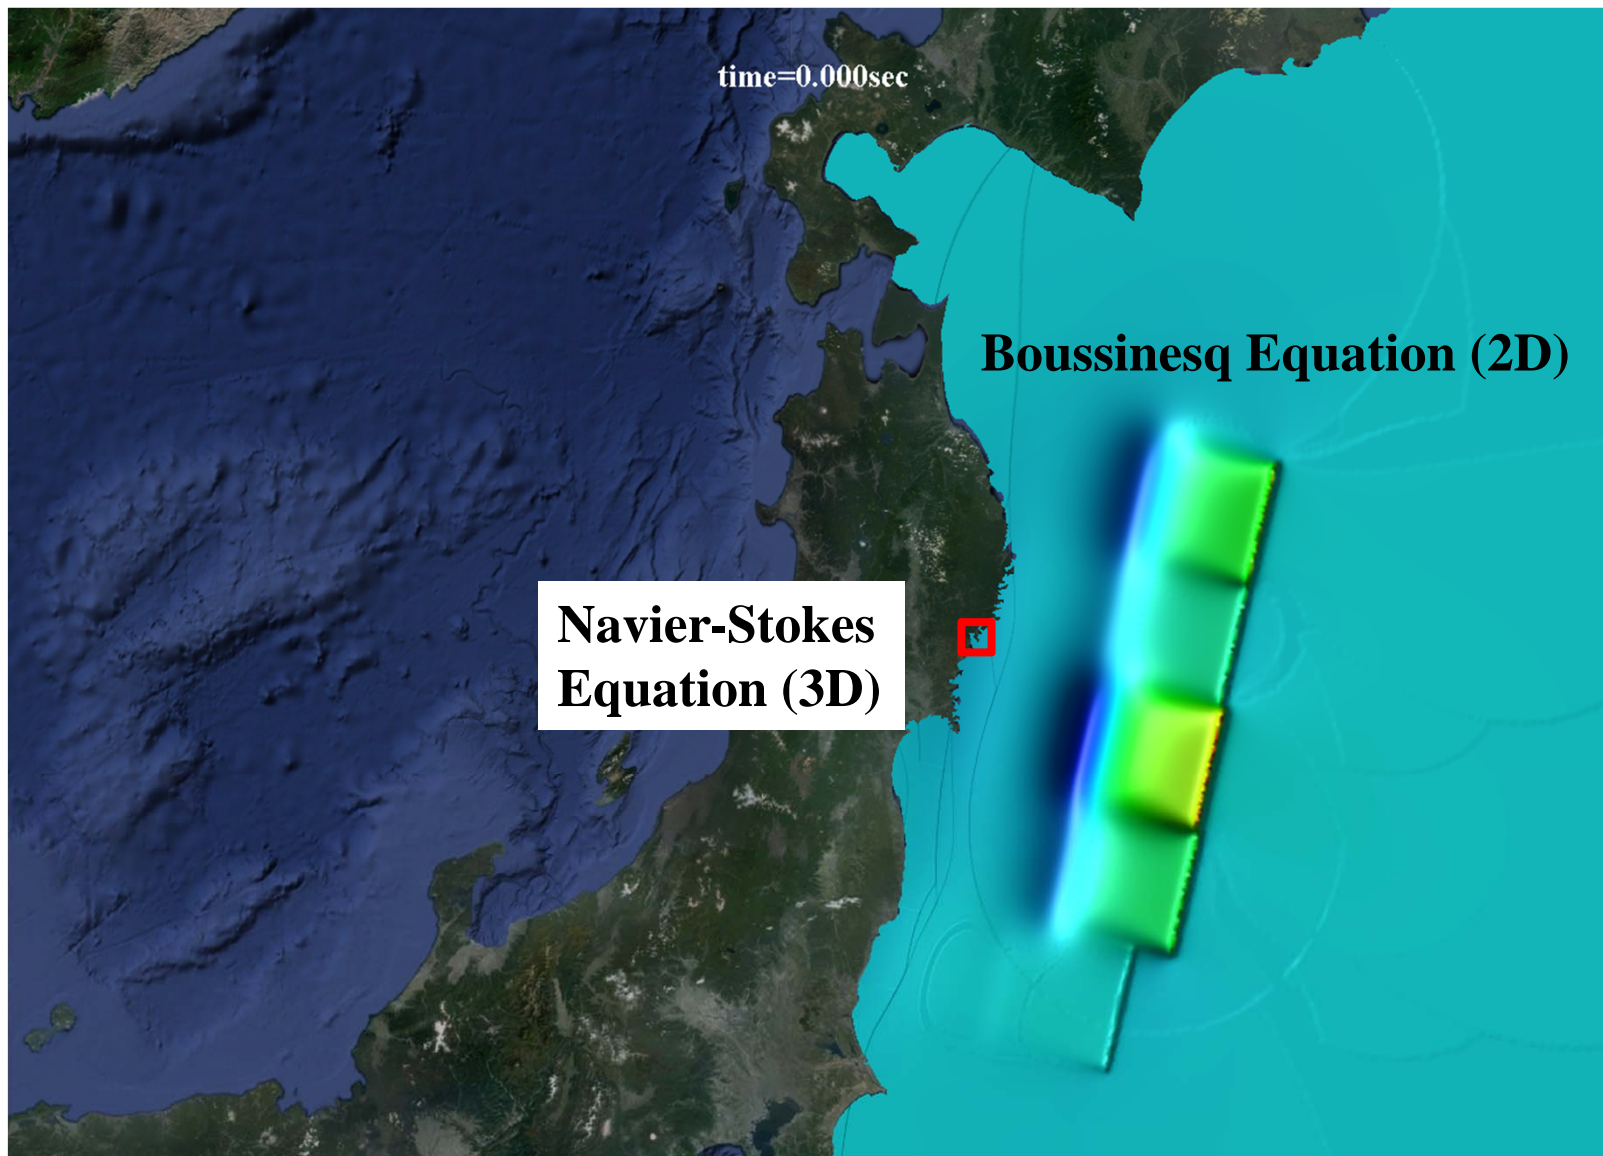 time=0.000sec
Boussinesq Equation (2D)
Navier-Stokes
Equation (3D)